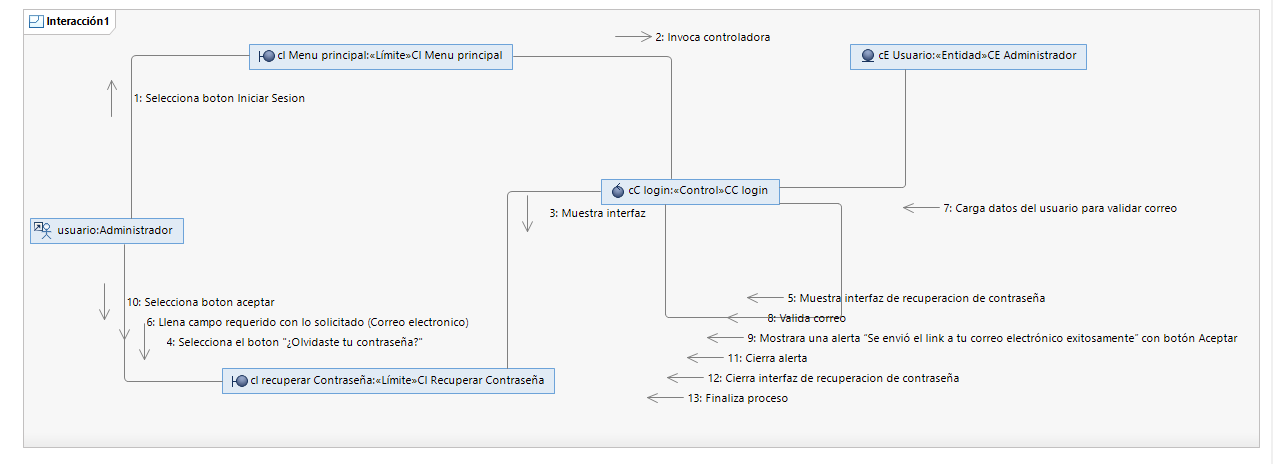 Interacción1
2: Invoca controladora
cI Menu principal:«Límite»CI Menu principal
cE Usuario:«Entidad»CE Administrador
1: Selecciona boton Iniciar Sesion
cC login:«Control»CC login
3: Muestra interfaz
7: Carga datos del usuario para validar correo
usuario:Administrador
10: Selecciona boton aceptar
5: Muestra interfaz de recuperacion de contraseña
6: Llena campo requerido con lo solicitado (Correo electronico)
8: Valida correo
4: Selecciona el boton "¿Olvidaste tu contraseña?"
9: Mostrara una alerta "Se envió el link a tu correo electrónico exitosamente" con botón Aceptar
11: Cierra alerta
cI recuperar Contraseña:«Límite»CI Recuperar Contraseña
12: Cierra interfaz de recuperacion de contraseña
13: Finaliza proceso